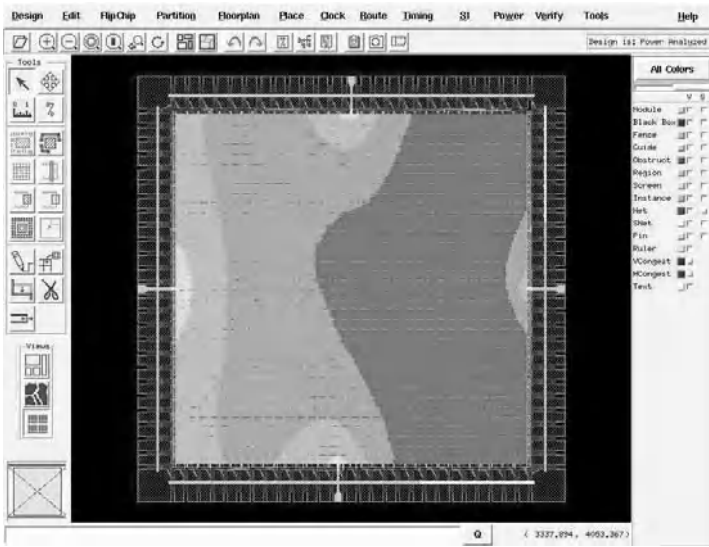 Design Edit FlipChip Partition Floorplan Place Clock Route Timing SI Power Verify Tools Help
Design is: Power Analyzed
Tools
All Colors
V S
Module
Black Box
Fence
Guide
Obstruct
Region
Screen
Instance
Net
SNet
Pin
Ruler
VCongest
HCongest
Text
Views
Q ( 3337.894, 4053.367)